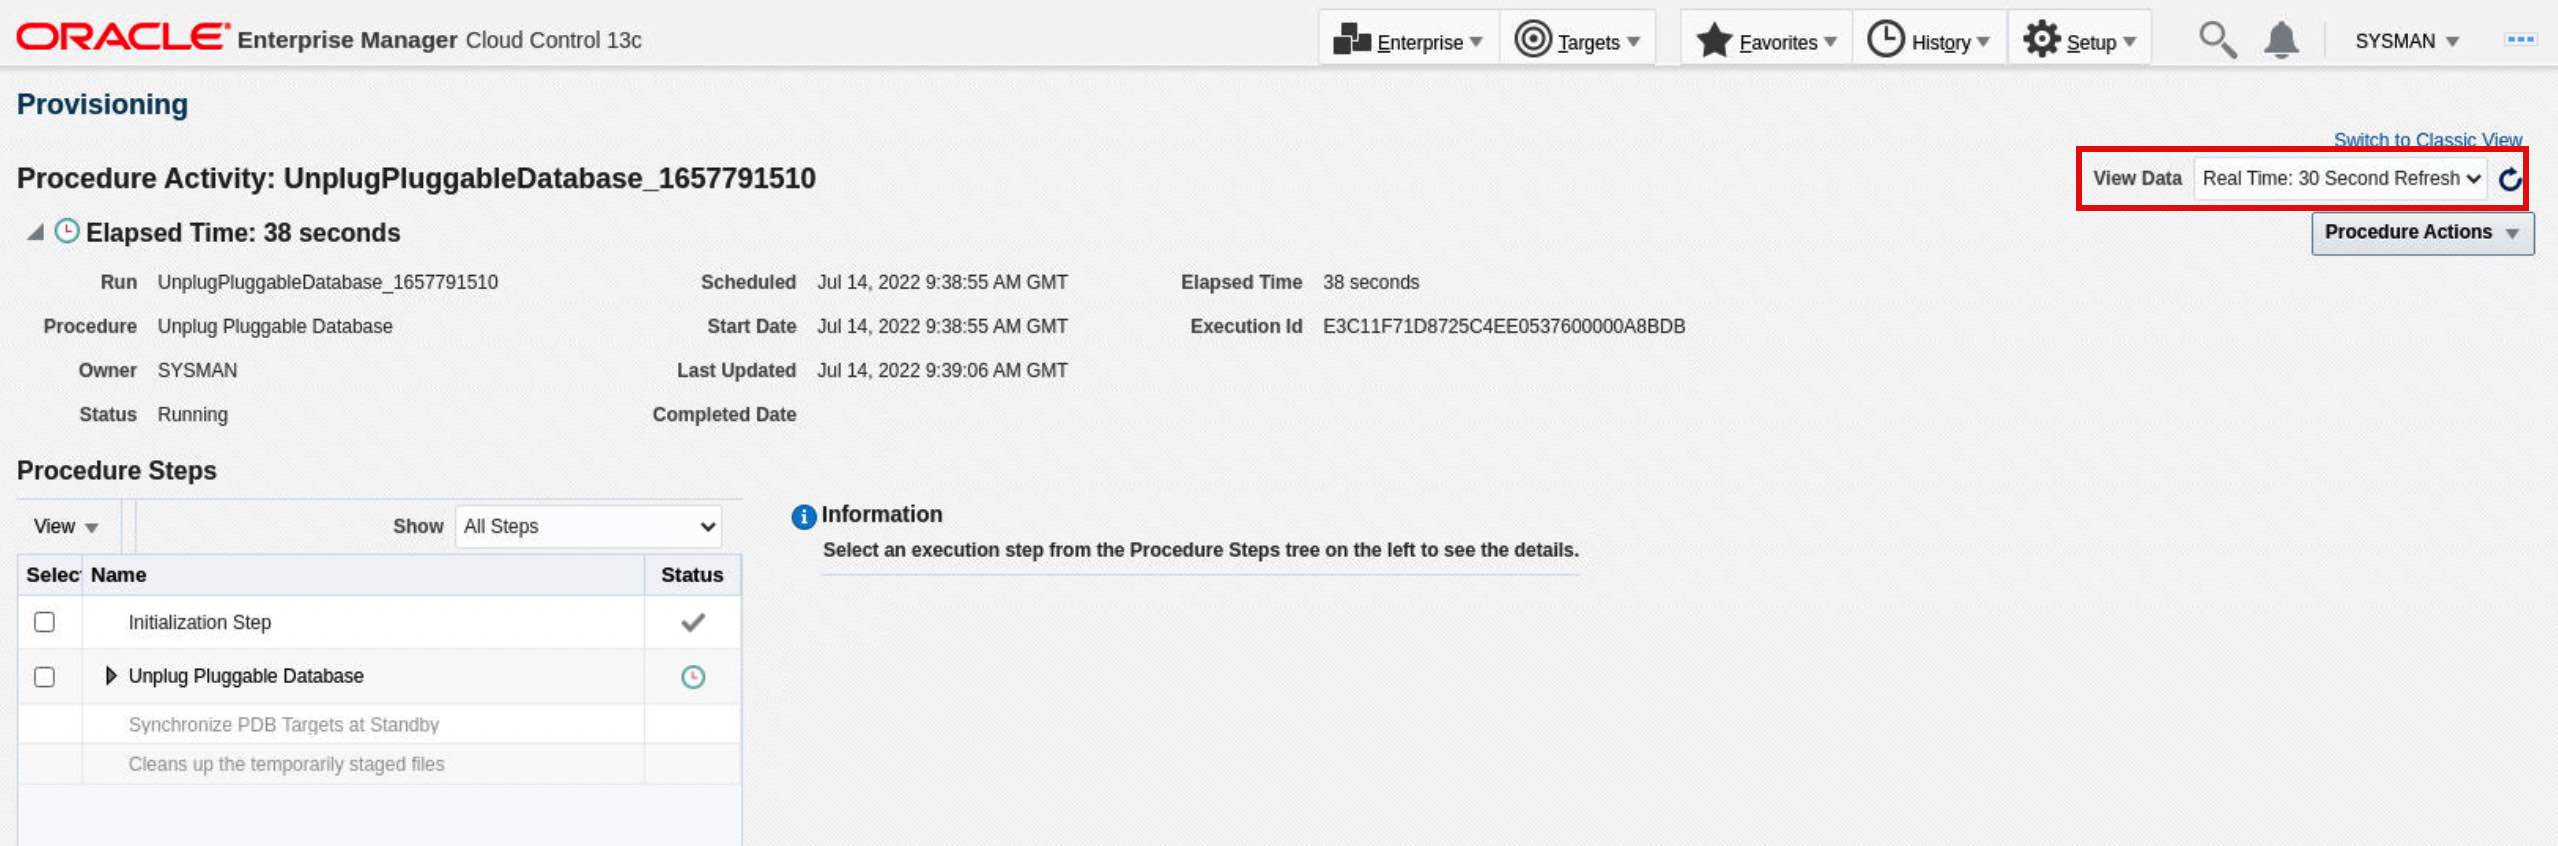 ORACLE Enterprise Manager Cloud Control 13c Enterprise Targets Favorites History Setup SYSMAN
Provisioning
Switch to Classic View
Procedure Activity: UnplugPluggableDatabase_1657791510 View Data Real Time: 30 Second Refresh
Elapsed Time: 38 seconds Procedure Actions
Run UnplugPluggableDatabase_1657791510 Scheduled Jul 14, 2022 9:38:55 AM GMT Elapsed Time 38 seconds
Procedure Unplug Pluggable Database Start Date Jul 14, 2022 9:38:55 AM GMT Execution Id E3C11F71D8725C4EE0537600000A8BDB
Owner SYSMAN Last Updated Jul 14, 2022 9:39:06 AM GMT
Status Running Completed Date
Procedure Steps
View Show All Steps
Information
Select an execution step from the Procedure Steps tree on the left to see the details.
Selec Name Status
Initialization Step
Unplug Pluggable Database
Synchronize PDB Targets at Standby
Cleans up the temporarily staged files